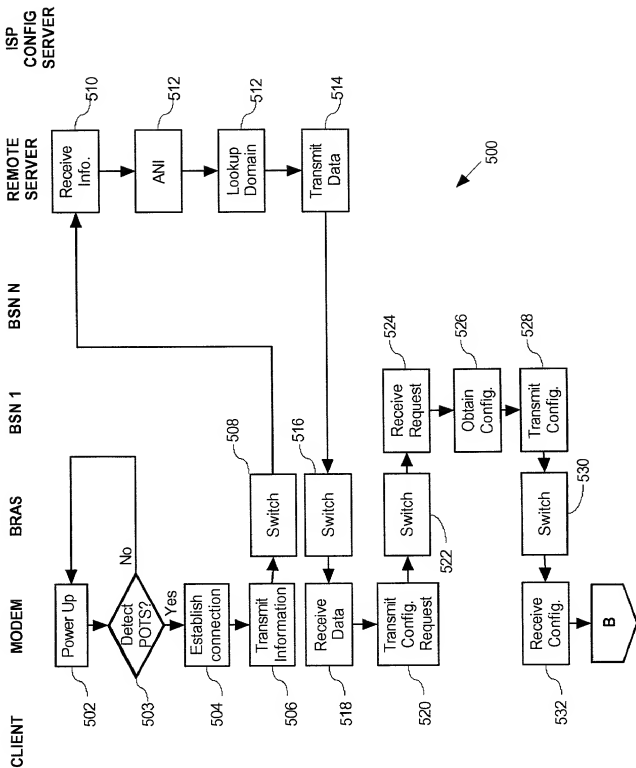 CLIENT
MODEM
BRAS
BSN 1
BSN N
REMOTE
SERVER
ISP
CONFIG
SERVER
502
Power Up
503
Detect
POTS?
No
Yes
504
Establish
connection
506
Transmit
Information
508
Switch
510
Receive
Info.
512
ANI
512
Lookup
Domain
514
Transmit
Data
516
Switch
518
Receive
Data
520
Transmit
Config.
Request
522
Switch
524
Receive
Request
526
Obtain
Config.
528
Transmit
Config.
530
Switch
532
Receive
Config.
B
500